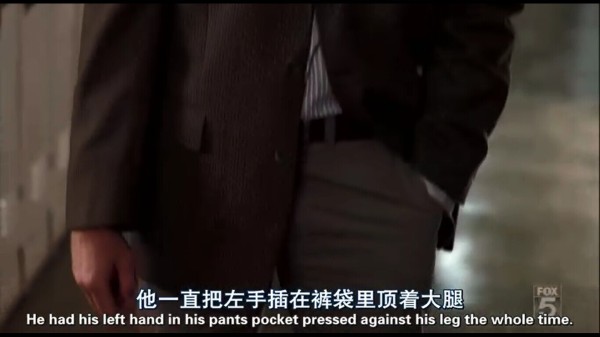 FOX
5
他一直把左手插在裤袋里顶着大腿
He had his left hand in his pants pocket pressed against his leg the whole time.